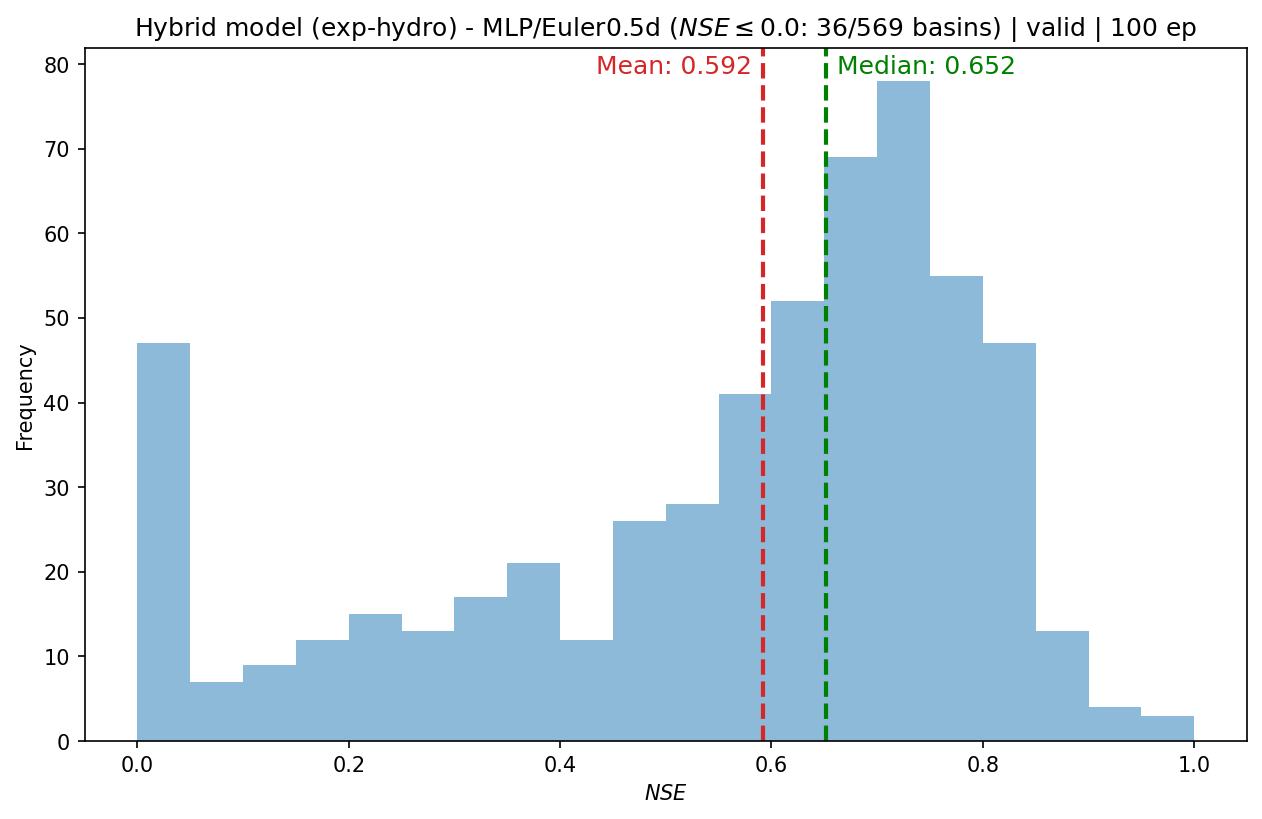 Hybrid model (exp-hydro) - MLP/Euler0.5d (NSE ≤ 0.0: 36/569 basins) | valid | 100 ep
Mean: 0.592
Median: 0.652
Frequency
80
70
60
50
40
30
20
10
0
0.0 0.2 0.4 0.6 0.8 1.0
NSE